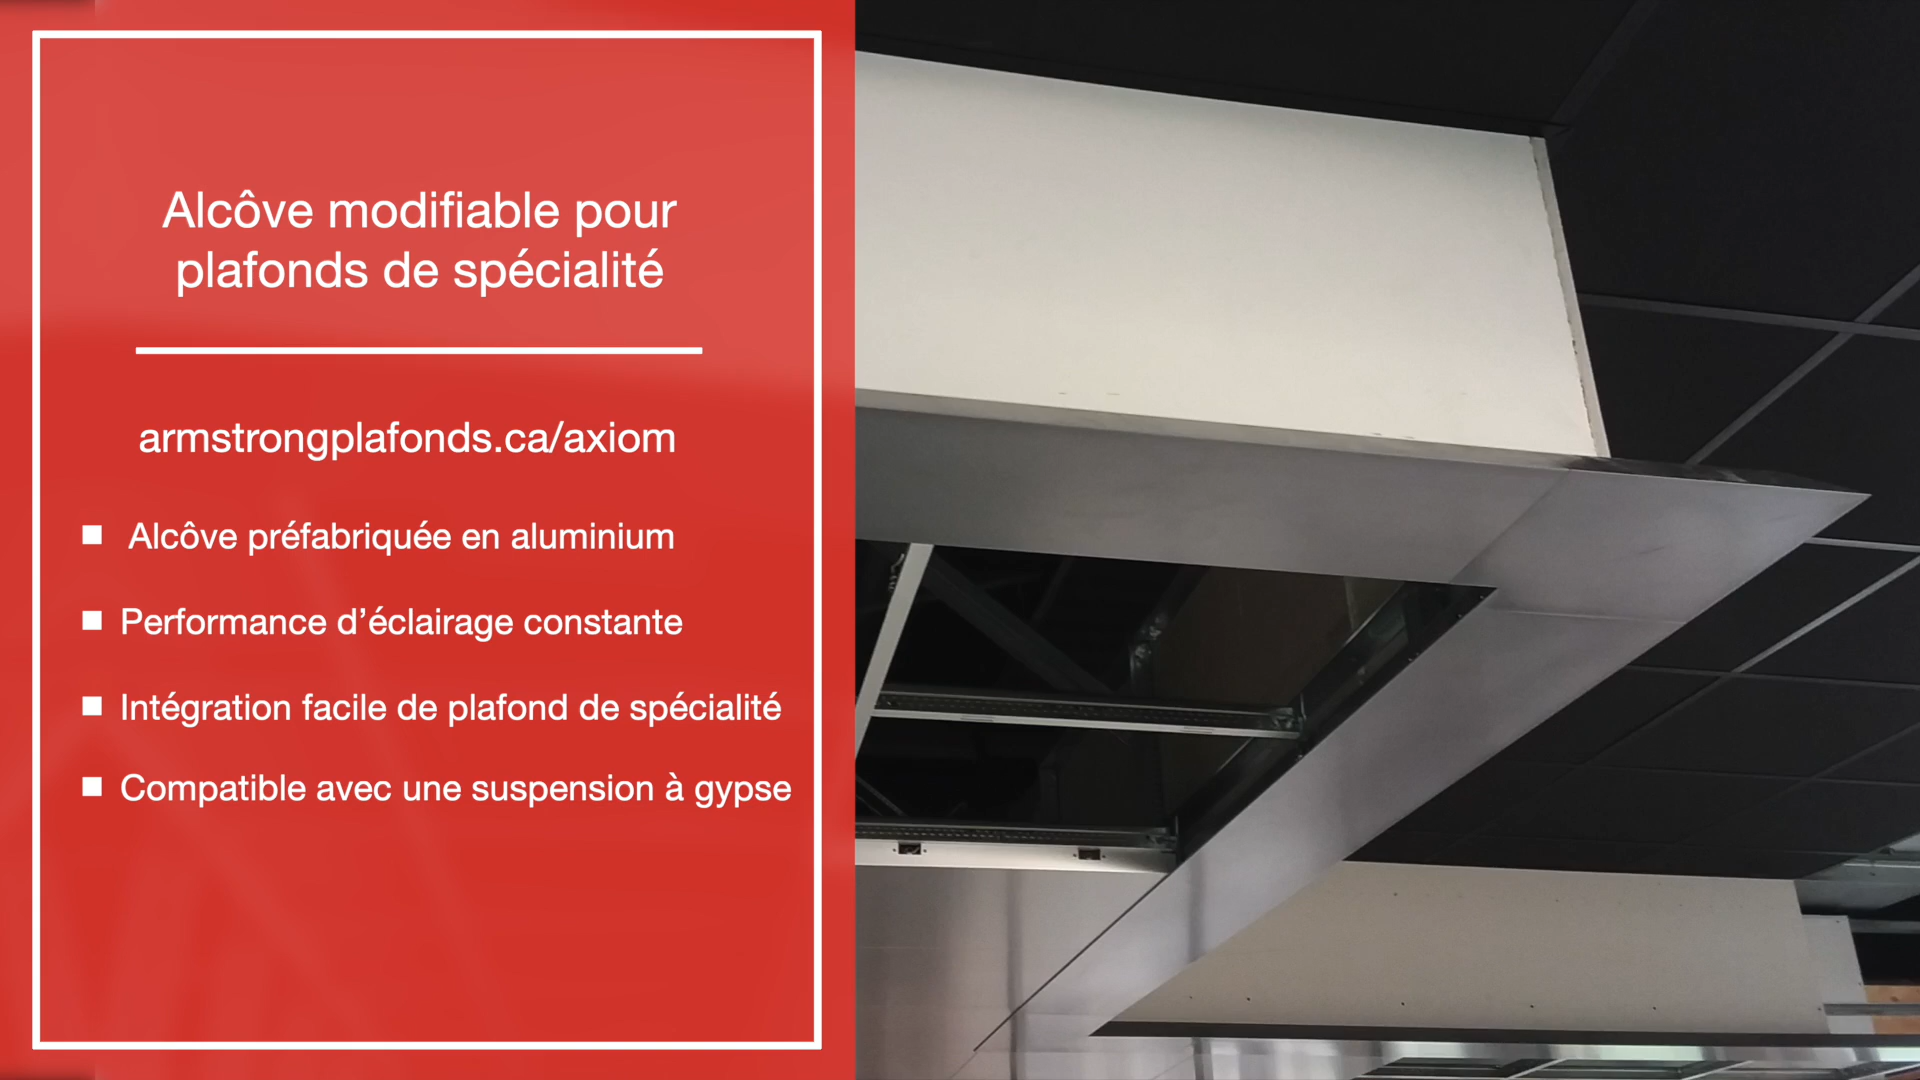 Alcôve modifiable pour
plafonds de spécialité
armstrongplafonds.ca/axiom
Alcôve préfabriquée en aluminium
Performance d’éclairage constante
Intégration facile de plafond de spécialité
Compatible avec une suspension à gypse